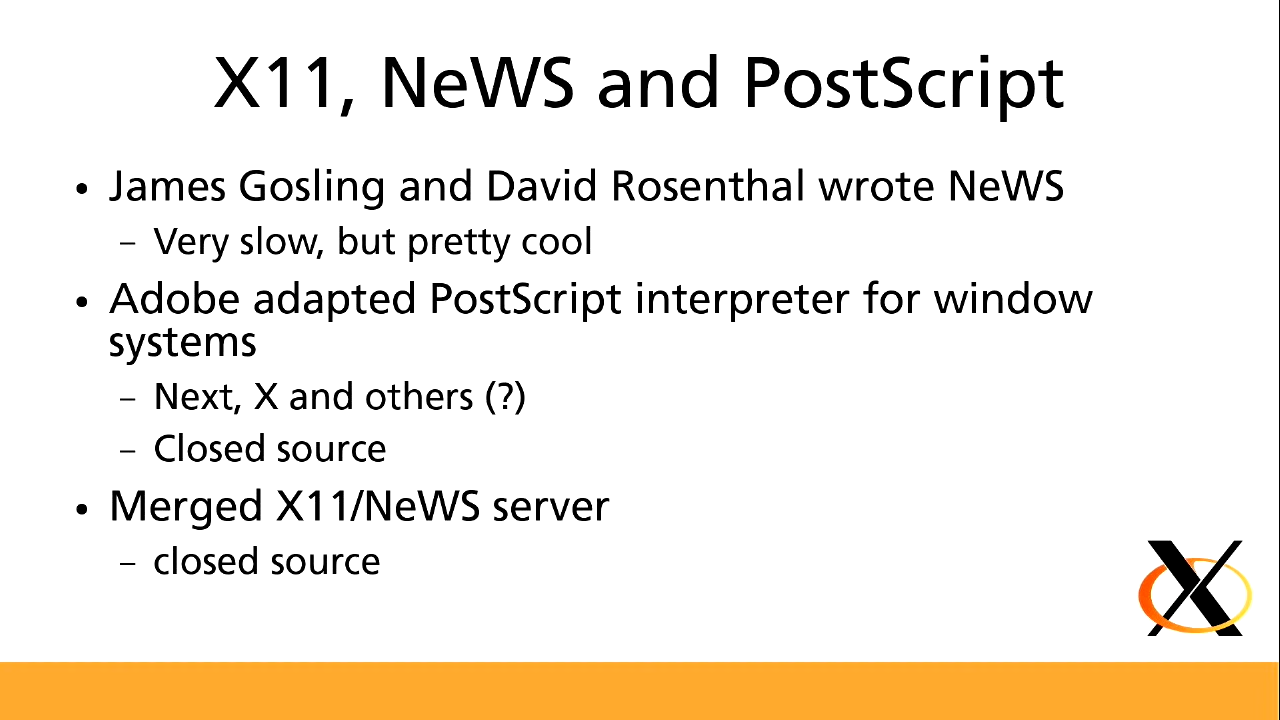 X11, NeWS and PostScript
• James Gosling and David Rosenthal wrote NeWS
– Very slow, but pretty cool
• Adobe adapted PostScript interpreter for window
systems
– Next, X and others (?)
– Closed source
• Merged X11/NeWS server
– closed source